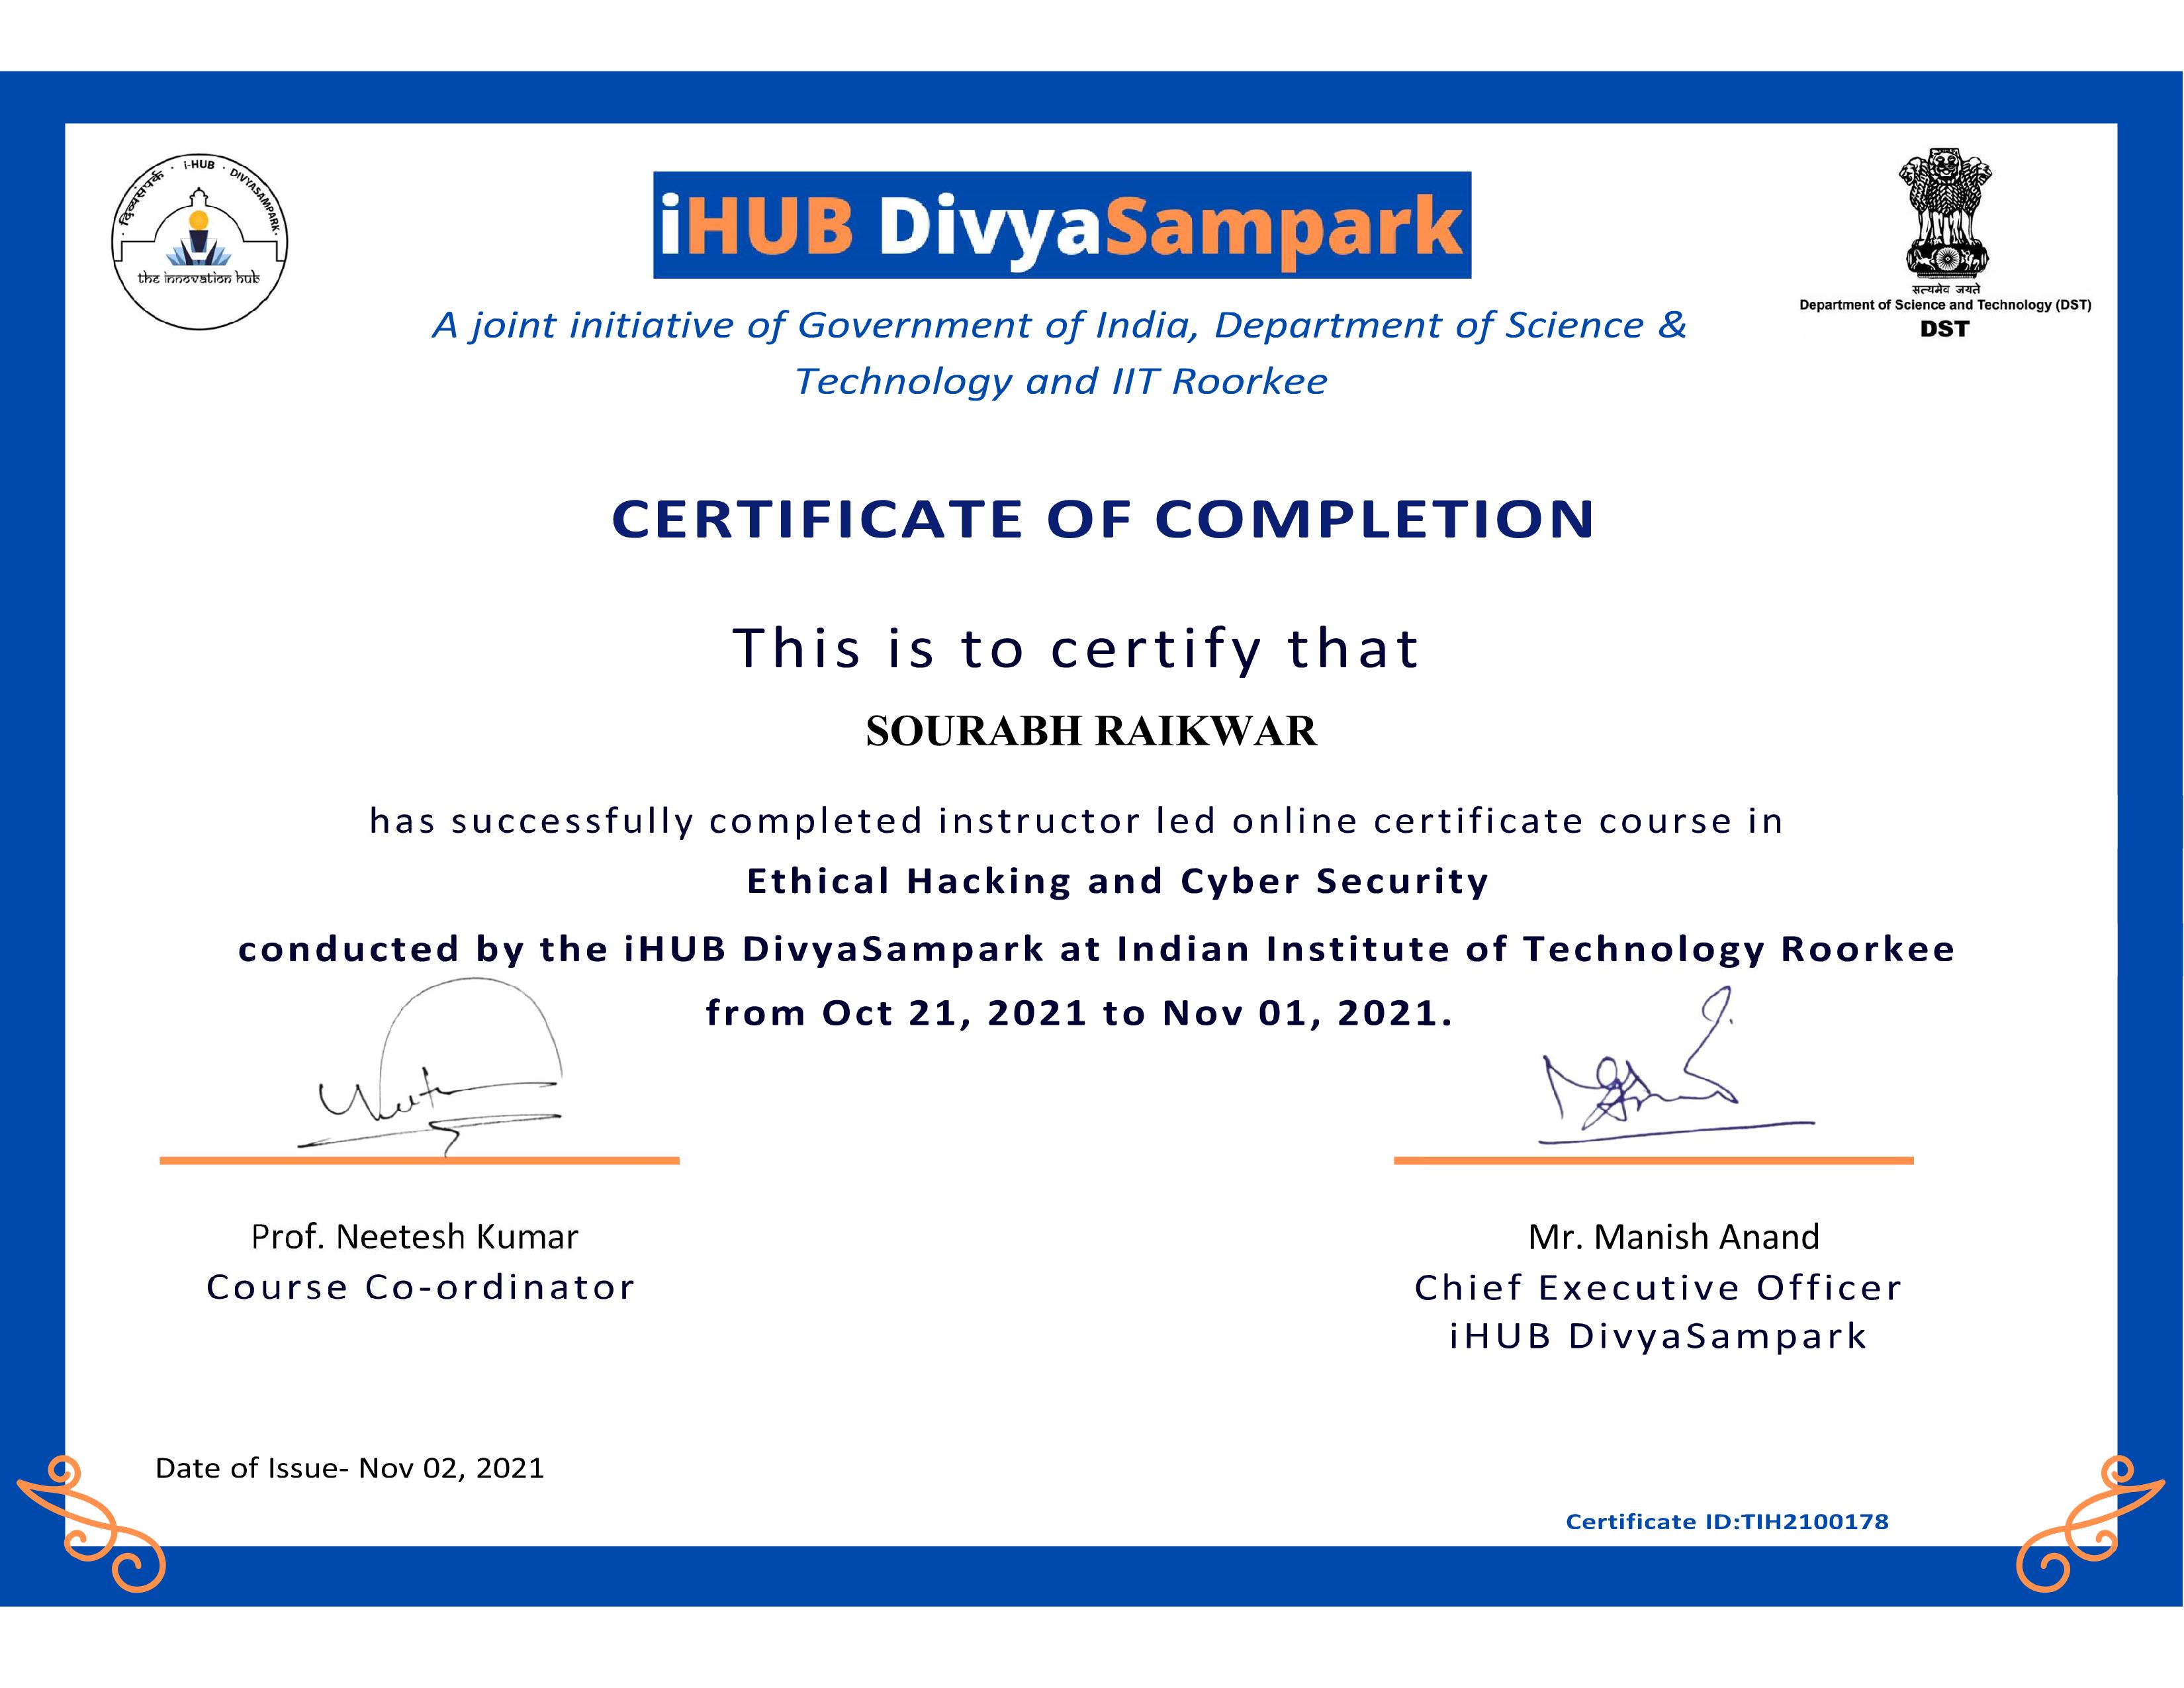 दिव्यसंपर्क · i-HUB · DIVYASAMPARK
the innovation hub
iHUB DivyaSampark
सत्यमेव जयते
Department of Science and Technology (DST)
DST
A joint initiative of Government of India, Department of Science &
Technology and IIT Roorkee
CERTIFICATE OF COMPLETION
This is to certify that
SOURABH RAIKWAR
has successfully completed instructor led online certificate course in
Ethical Hacking and Cyber Security
conducted by the iHUB DivyaSampark at Indian Institute of Technology Roorkee
from Oct 21, 2021 to Nov 01, 2021.
Prof. Neetesh Kumar
Course Co-ordinator
Mr. Manish Anand
Chief Executive Officer
iHUB DivyaSampark
Date of Issue- Nov 02, 2021
Certificate ID:TIH2100178